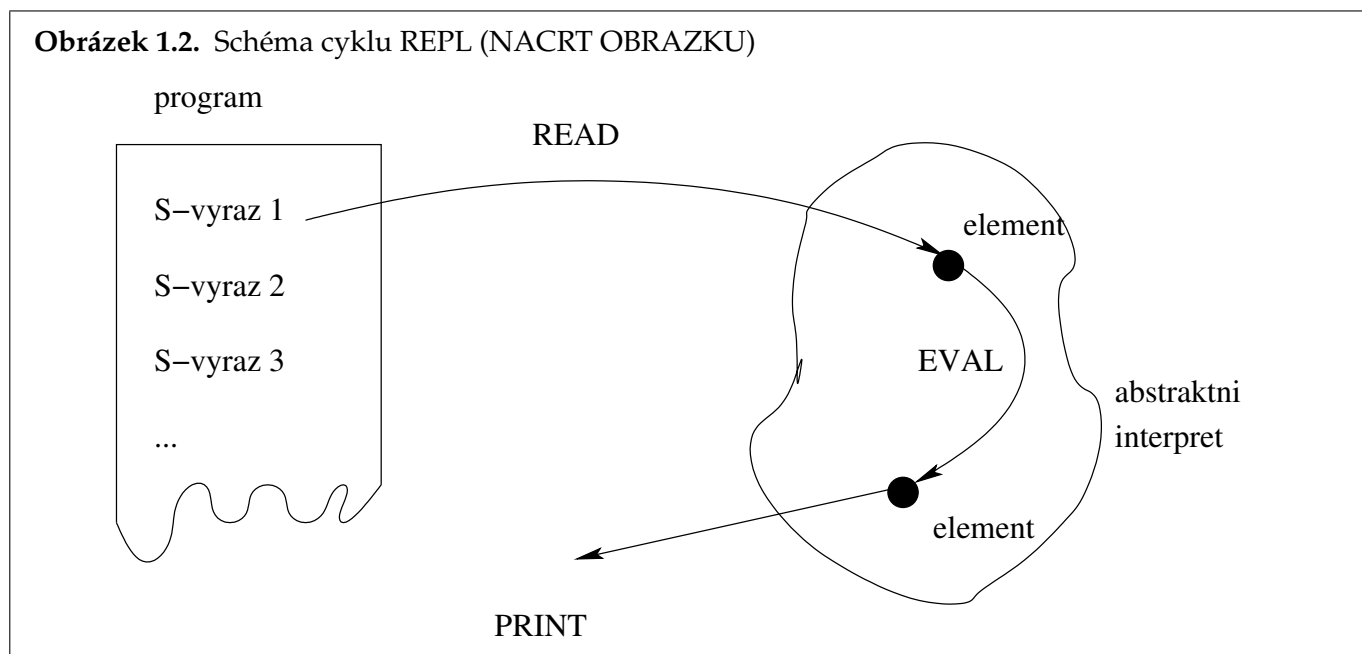 Obrázek 1.2. Schéma cyklu REPL (NACRT OBRAZKU)
program
READ
S−vyraz 1
element
S−vyraz 2
S−vyraz 3
EVAL
abstraktni
interpret
...
element
PRINT